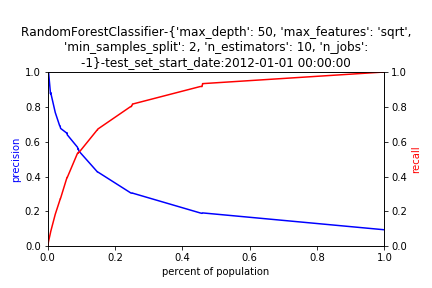 RandomForestClassifier-{'max_depth': 50, 'max_features': 'sqrt',
'min_samples_split': 2, 'n_estimators': 10, 'n_jobs':
-1}-test_set_start_date:2012-01-01 00:00:00
1.0 1.0
0.8 0.8
0.6 0.6
precision recall
0.4 0.4
0.2 0.2
0.0 0.0
0.0 0.2 0.4 0.6 0.8 1.0
percent of population